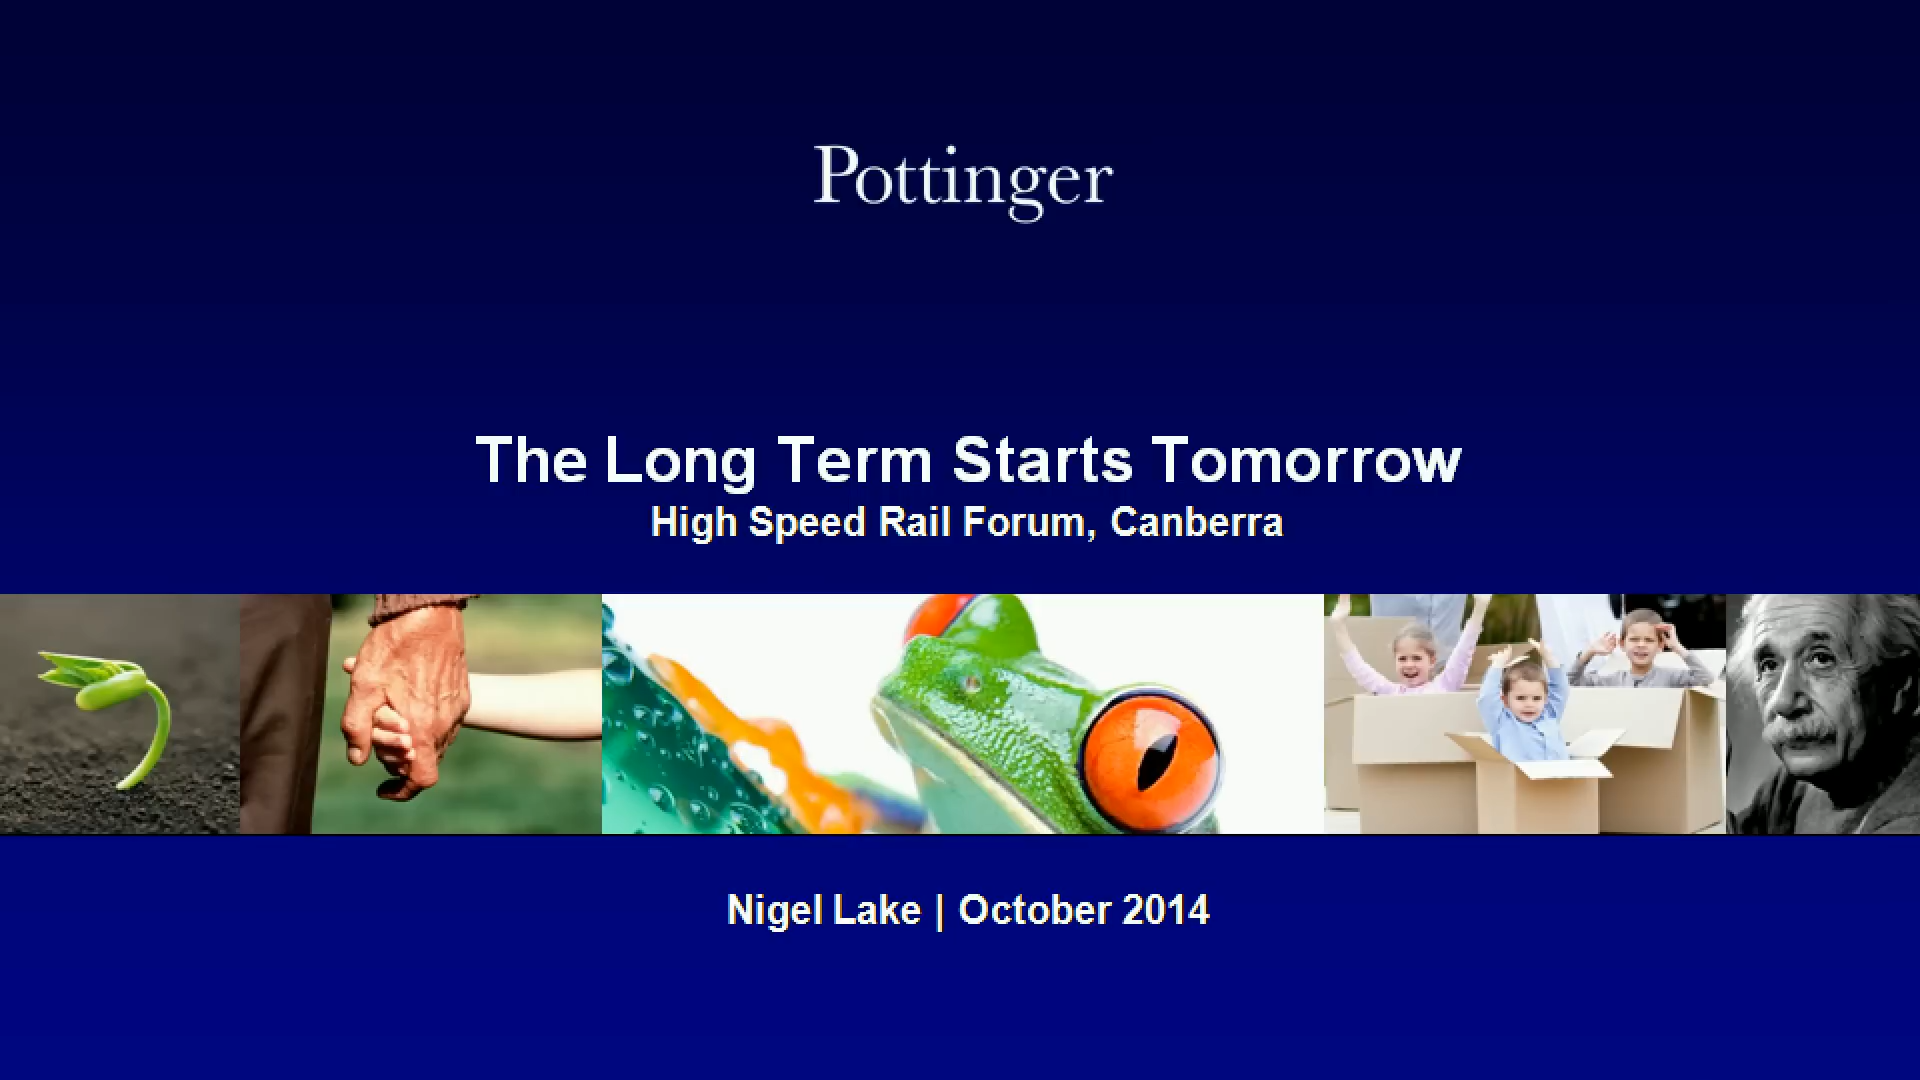 Pottinger
The Long Term Starts Tomorrow
High Speed Rail Forum, Canberra
Nigel Lake | October 2014